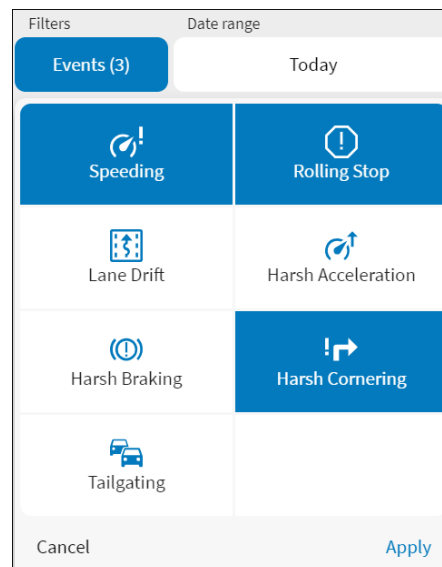 Filters Date range
Events (3) Today
Speeding Rolling Stop
Lane Drift Harsh Acceleration
Harsh Braking Harsh Cornering
Tailgating
Cancel Apply